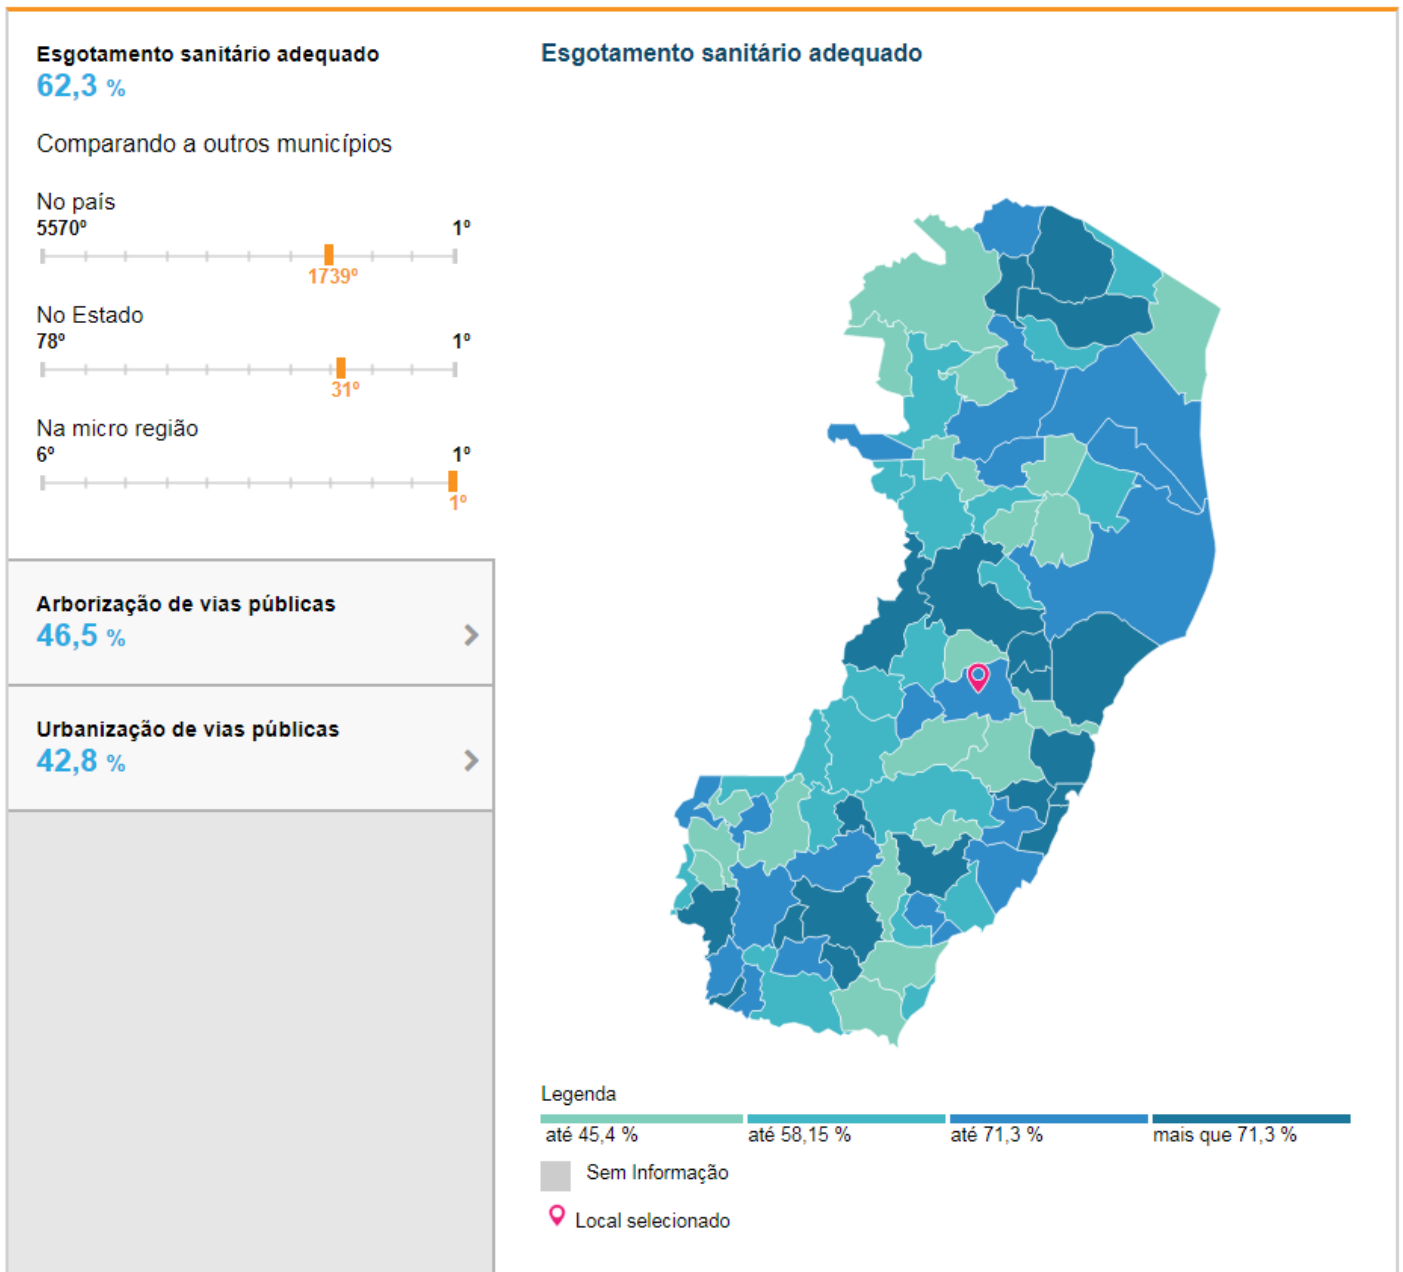 Esgotamento sanitário adequado
62,3 %
Comparando a outros municípios
No país
5570º 1º
1739º
No Estado
78º 1º
31º
Na micro região
6º 1º
1º
Arborização de vias públicas
46,5 %
Urbanização de vias públicas
42,8 %
Esgotamento sanitário adequado
Legenda
até 45,4 % até 58,15 % até 71,3 % mais que 71,3 %
Sem Informação
Local selecionado